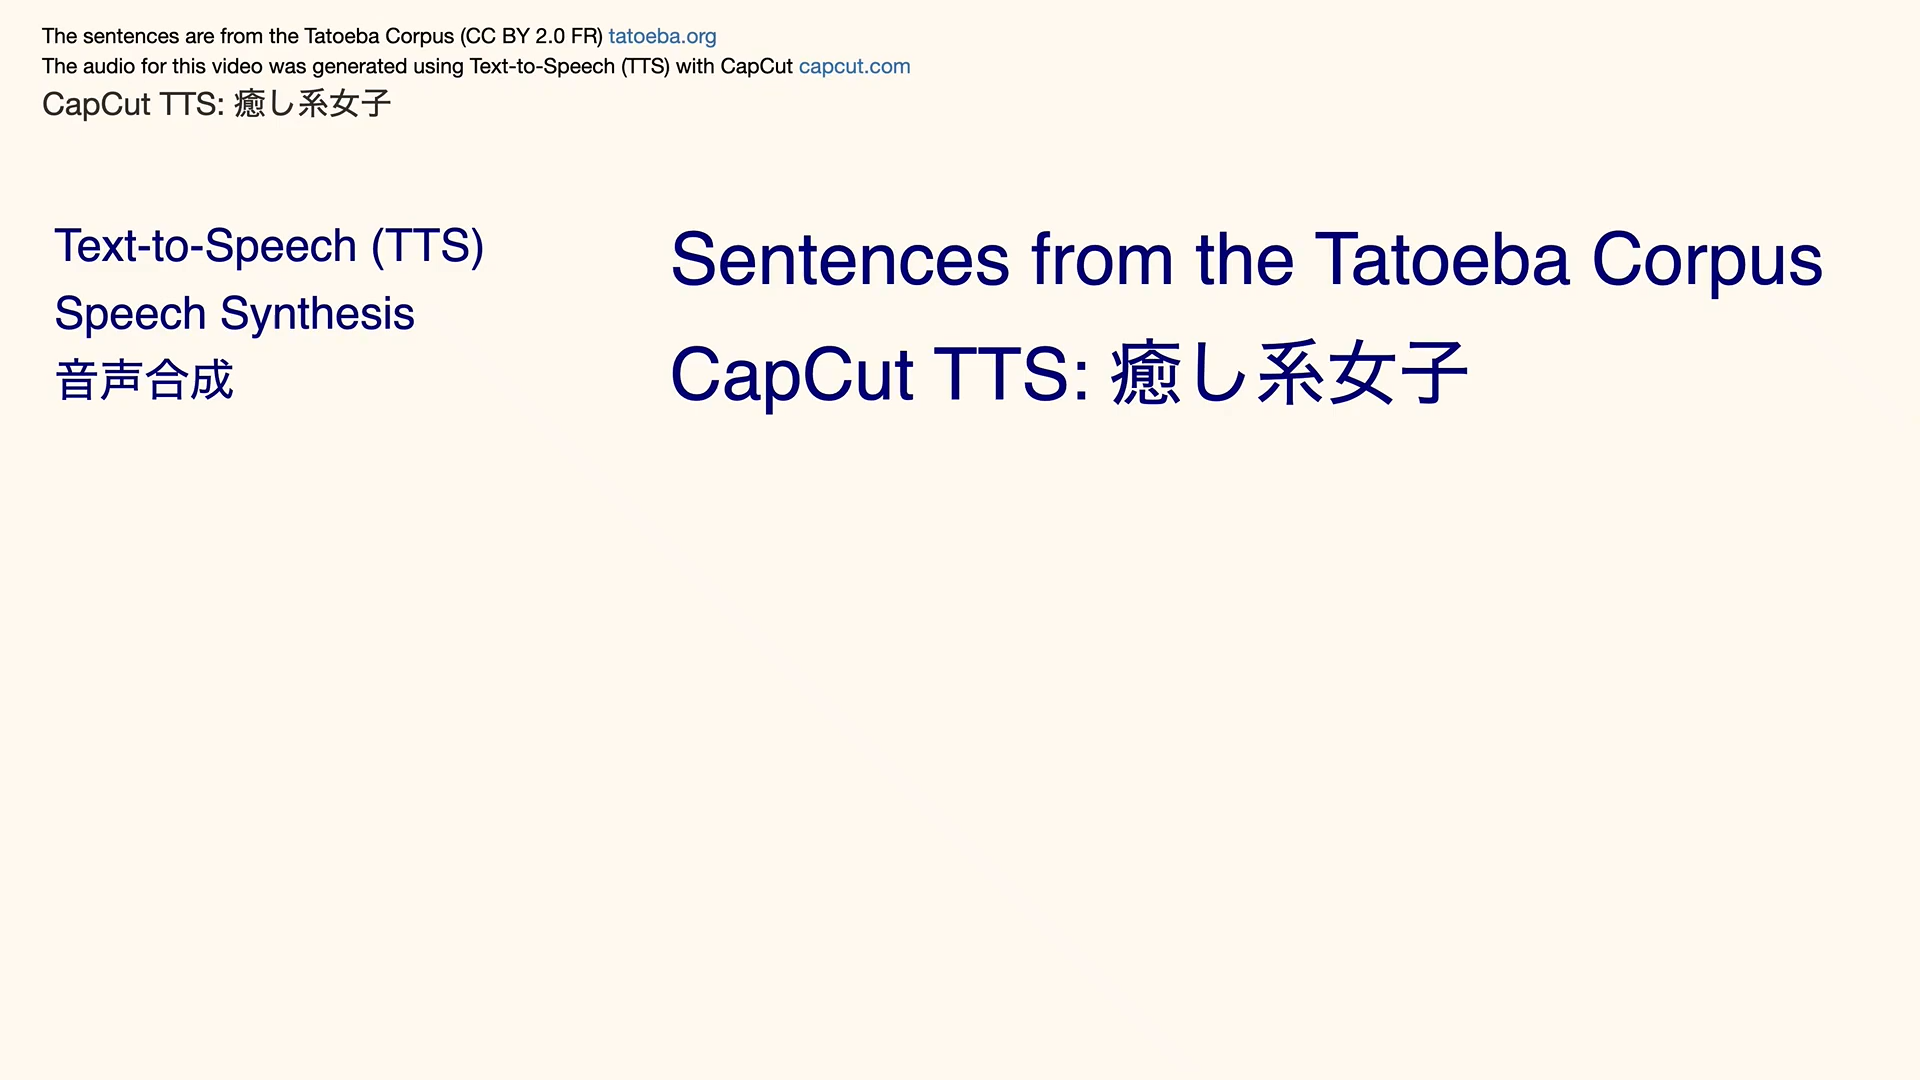 The sentences are from the Tatoeba Corpus (CC BY 2.0 FR) tatoeba.org
The audio for this video was generated using Text-to-Speech (TTS) with CapCut capcut.com
CapCut TTS: 癒し系女子
Text-to-Speech (TTS)
Speech Synthesis
音声合成
Sentences from the Tatoeba Corpus
CapCut TTS: 癒し系女子